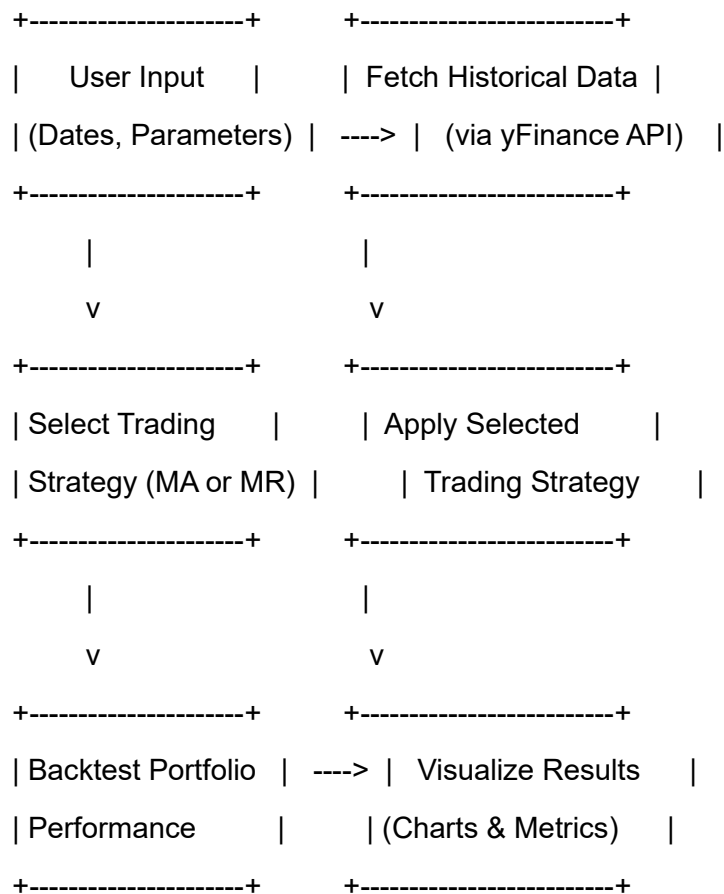 +----------------------+ +--------------------------+
| User Input | | Fetch Historical Data |
| (Dates, Parameters) | ----> | (via yFinance API) |
+----------------------+ +--------------------------+
| |
v v
+----------------------+ +--------------------------+
| Select Trading | | Apply Selected |
| Strategy (MA or MR) | | Trading Strategy |
+----------------------+ +--------------------------+
| |
v v
+----------------------+ +--------------------------+
| Backtest Portfolio | ----> | Visualize Results |
| Performance | | (Charts & Metrics) |
+----------------------+ +--------------------------+